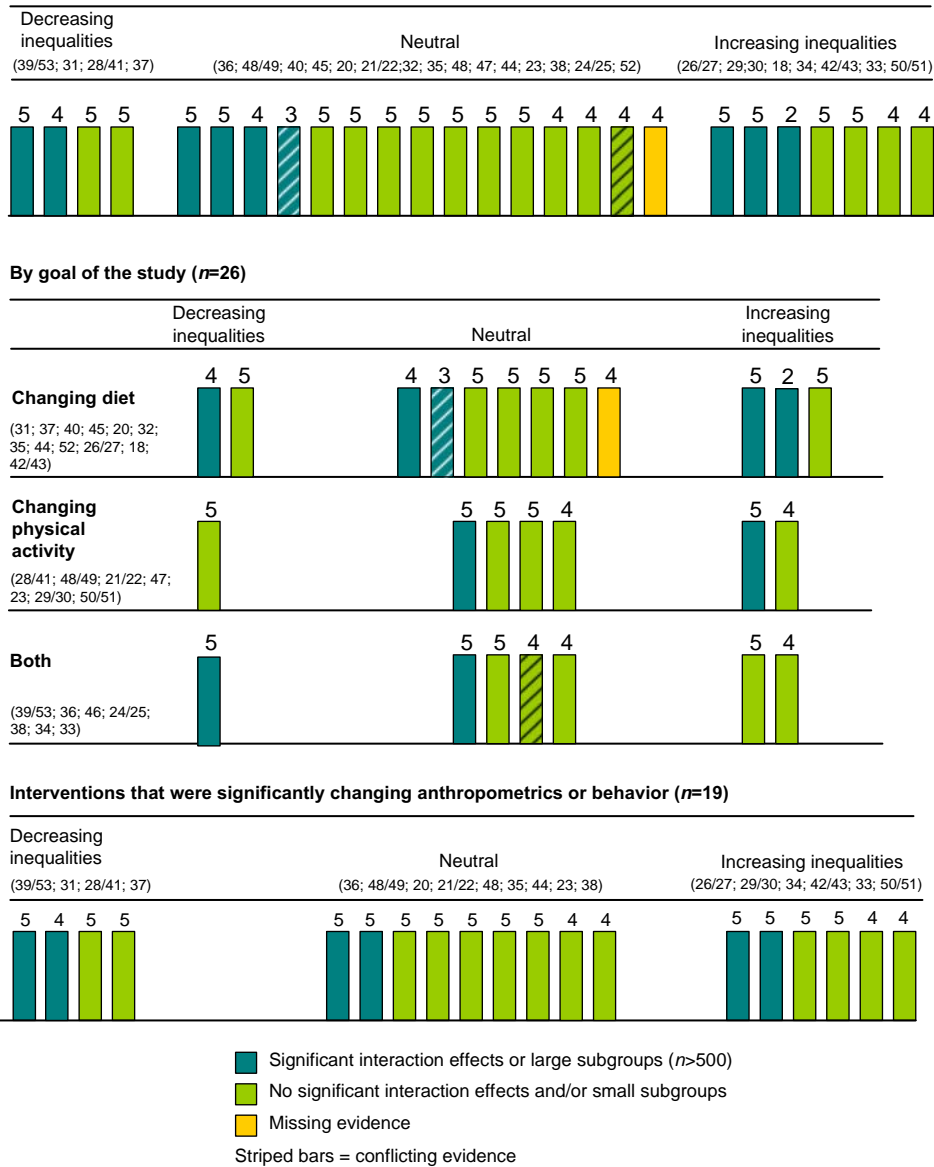 Decreasing
inequalities
(39/53; 31; 28/41; 37)
Neutral
(36; 48/49; 40; 45; 20; 21/22;32; 35; 48; 47; 44; 23; 38; 24/25; 52)
Increasing inequalities
(26/27; 29;30; 18; 34; 42/43; 33; 50/51)
5 4 5 5 5 5 4 3 5 5 5 5 5 5 5 4 4 4 4 5 5 2 5 5 4 4
By goal of the study (n=26)
Decreasing
inequalities
Neutral
Increasing
inequalities
4 5 4 3 5 5 5 5 4 5 2 5
Changing diet
(31; 37; 40; 45; 20; 32;
35; 44; 52; 26/27; 18;
42/43)
Changing
physical
activity
5 5 5 5 4 5 4
(28/41; 48/49; 21/22; 47;
23; 29/30; 50/51)
5 5 5 4 4 5 4
Both
(39/53; 36; 46; 24/25;
38; 34; 33)
Interventions that were significantly changing anthropometrics or behavior (n=19)
Decreasing
inequalities
(39/53; 31; 28/41; 37)
Neutral
(36; 48/49; 20; 21/22; 48; 35; 44; 23; 38)
Increasing inequalities
(26/27; 29/30; 34; 42/43; 33; 50/51)
5 4 5 5 5 5 5 5 5 5 5 4 4 5 5 5 5 4 4
Significant interaction effects or large subgroups (n>500)
No significant interaction effects and/or small subgroups
Missing evidence
Striped bars = conflicting evidence